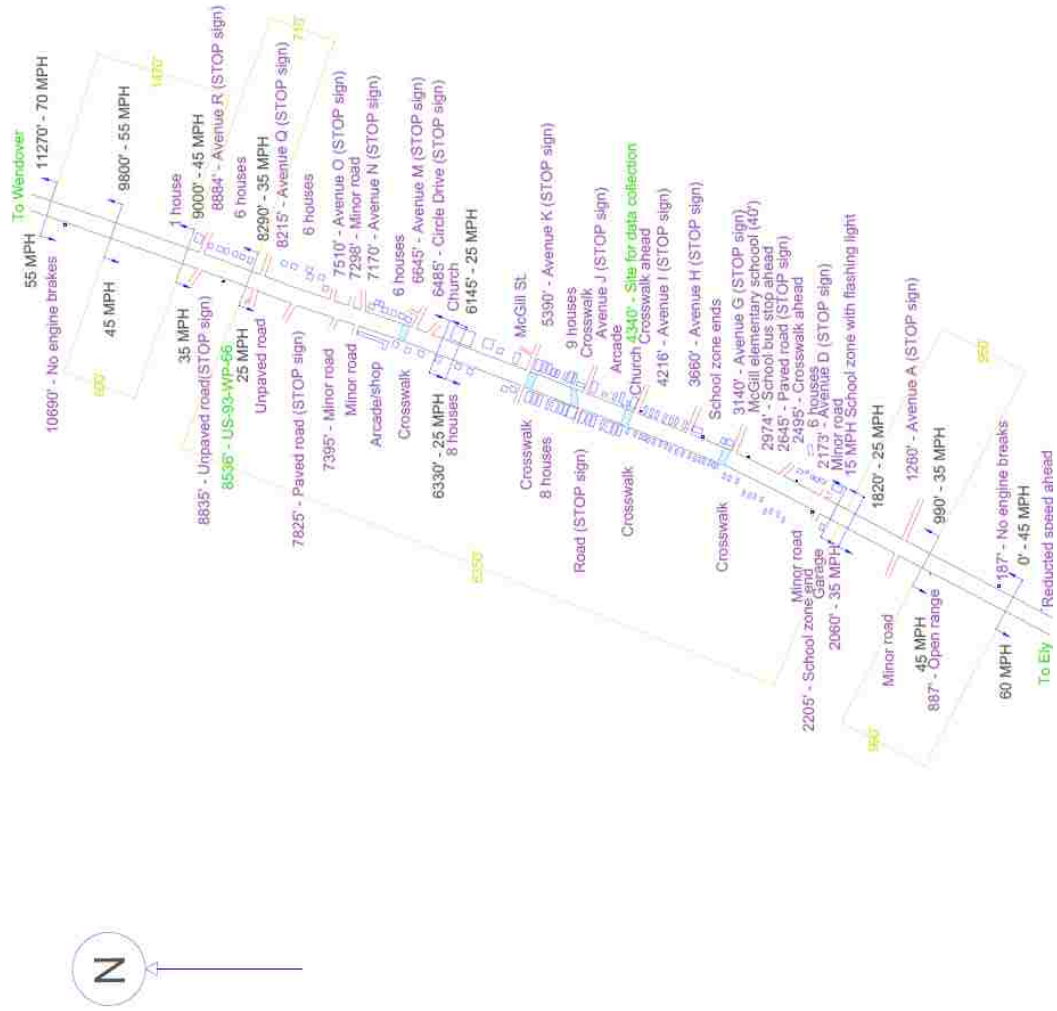 To Wendover
11270' - 70 MPH
55 MPH
10690' - No engine brakes
1470'
710'
9800' - 55 MPH
45 MPH
600'
1 house
9000' - 45 MPH
8884' - Avenue R (STOP sign)
6 houses
35 MPH
8835' - Unpaved road(STOP sign)
8290' - 35 MPH
8536' - US-93-WP-66
8215' - Avenue Q (STOP sign)
25 MPH
6 houses
Unpaved road
7825' - Paved road (STOP sign)
7510' - Avenue O (STOP sign)
7298' - Minor road
7395' - Minor road
7170' - Avenue N (STOP sign)
Minor road
6 houses
Arcade/shop
6645' - Avenue M (STOP sign)
Crosswalk
6485' - Circle Drive (STOP sign)
Church
6330' - 25 MPH
6145' - 25 MPH
8 houses
McGill St.
5390' - Avenue K (STOP sign)
Crosswalk
8 houses
9 houses
Crosswalk
Avenue J (STOP sign)
6350'
Road (STOP sign)
Arcade
Church
4340' - Site for data collection
Crosswalk ahead
Crosswalk
4216' - Avenue I (STOP sign)
3660' - Avenue H (STOP sign)
School zone ends
Crosswalk
3140' - Avenue G (STOP sign)
McGill elementary school (40')
2974' - School bus stop ahead
2645' - Paved road (STOP sign)
2495' - Crosswalk ahead
6 houses
2173' - Avenue D (STOP sign)
Minor road
15 MPH School zone with flashing light
Minor road
2205' - School zone end
Garage
2060' - 35 MPH
1820' - 25 MPH
1260' - Avenue A (STOP sign)
Minor road
990' - 35 MPH
950'
45 MPH
887' - Open range
990'
187' - No engine breaks
0' - 45 MPH
60 MPH
Reducted speed ahead
To Ely
N